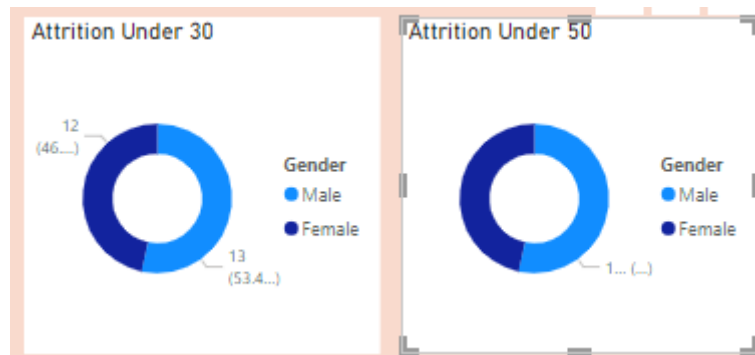 Attrition Under 30
12
(46....)
13
(53.4...)
Gender
Male
Female
Attrition Under 50
1... (...)
Gender
Male
Female